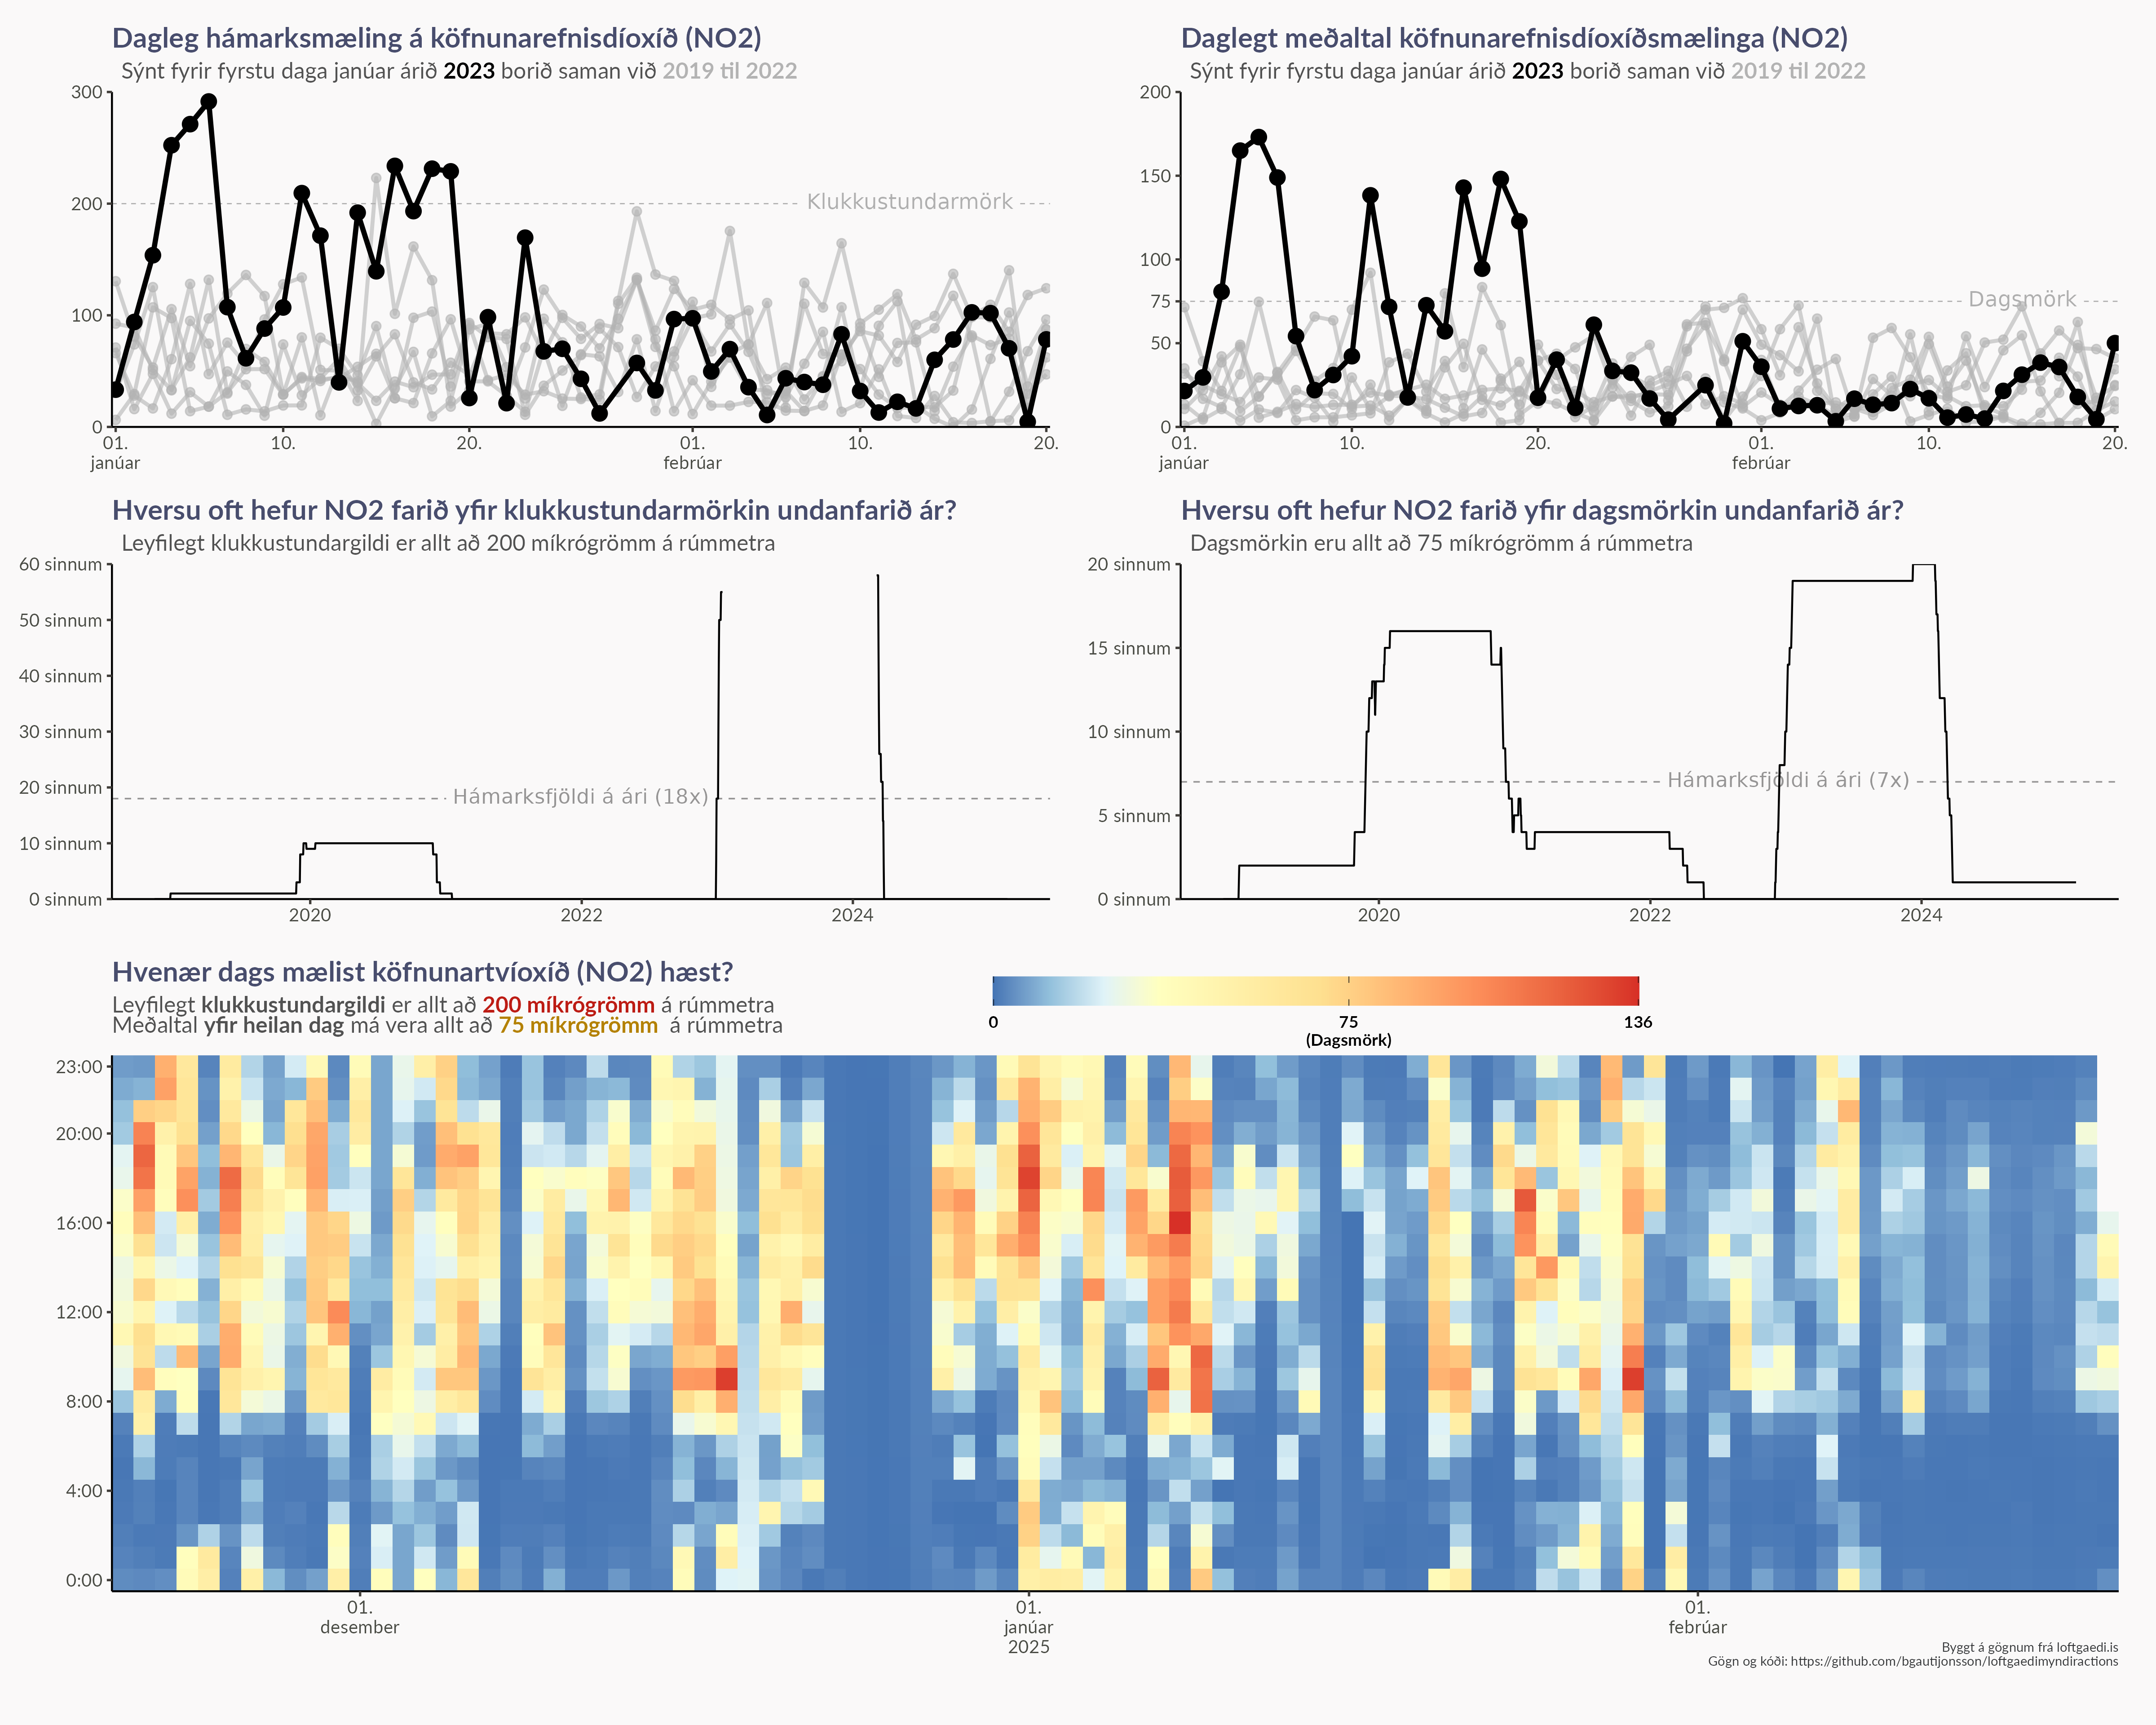 Dagleg hámarksmæling á köfnunarefnisdíoxíð (NO2)
Sýnt fyrir fyrstu daga janúar árið 2023 borið saman við 2019 til 2022
300
200
100
0
Klukkustundarmörk
01. 10. 20. 01. 10. 20.
janúar febrúar
Daglegt meðaltal köfnunarefnisdíoxíðsmælinga (NO2)
Sýnt fyrir fyrstu daga janúar árið 2023 borið saman við 2019 til 2022
200
150
100
75
50
0
Dagsmörk
01. 10. 20. 01. 10. 20.
janúar febrúar
Hversu oft hefur NO2 farið yfir klukkustundarmörkin undanfarið ár?
Leyfilegt klukkustundargildi er allt að 200 míkrógrömm á rúmmetra
60 sinnum
50 sinnum
40 sinnum
30 sinnum
20 sinnum
10 sinnum
0 sinnum
Hámarksfjöldi á ári (18x)
2020 2022 2024
Hversu oft hefur NO2 farið yfir dagsmörkin undanfarið ár?
Dagsmörkin eru allt að 75 míkrógrömm á rúmmetra
20 sinnum
15 sinnum
10 sinnum
5 sinnum
0 sinnum
Hámarksfjöldi á ári (7x)
2020 2022 2024
Hvenær dags mælist köfnunartvíoxíð (NO2) hæst?
Leyfilegt klukkustundargildi er allt að 200 míkrógrömm á rúmmetra
Meðaltal yfir heilan dag má vera allt að 75 míkrógrömm á rúmmetra
0 75 136
(Dagsmörk)
23:00
20:00
16:00
12:00
8:00
4:00
0:00
01. 01. 01.
desember janúar febrúar
2025
Byggt á gögnum frá loftgaedi.is
Gögn og kóði: https://github.com/bgautijonsson/loftgaedimyndiractions